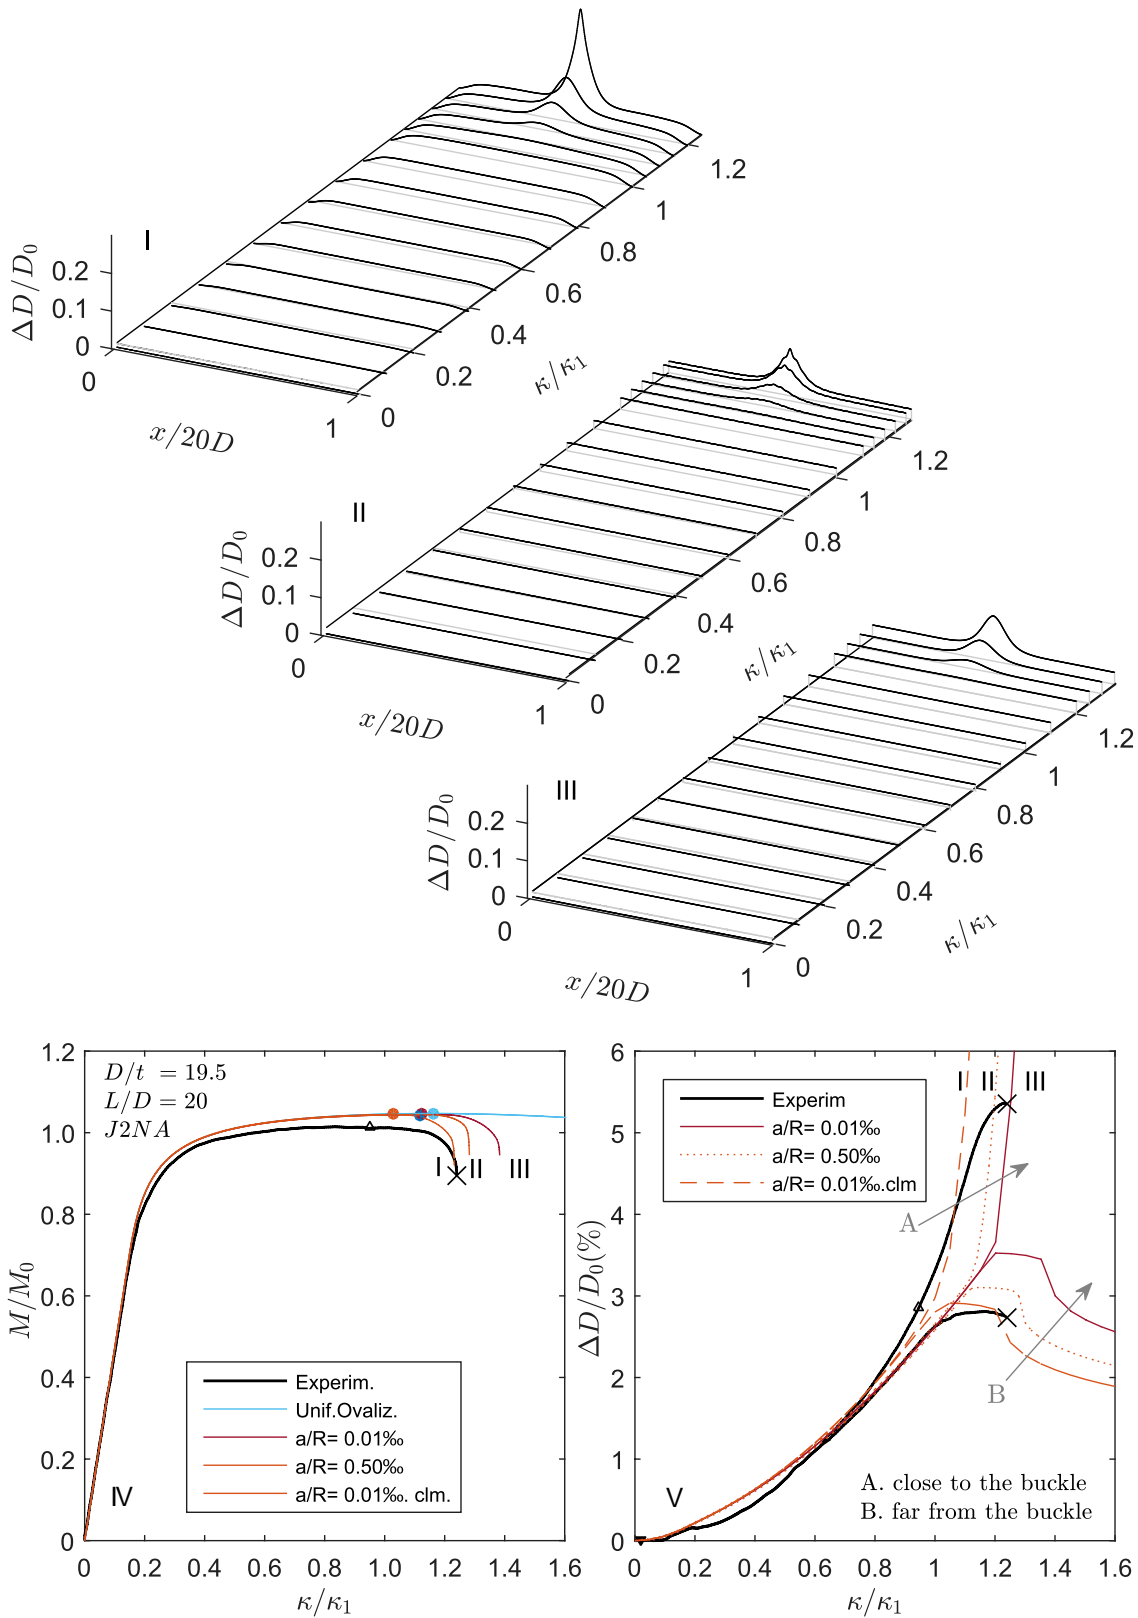 I
ΔD/D₀
0.2
0.1
0
0
x/20D
1
0
0.2
0.4
0.6
0.8
1
1.2
κ/κ₁
II
ΔD/D₀
0.2
0.1
0
0
x/20D
1
0
0.2
0.4
0.6
0.8
1
1.2
κ/κ₁
III
ΔD/D₀
0.2
0.1
0
0
x/20D
1
0
0.2
0.4
0.6
0.8
1
1.2
κ/κ₁
D/t = 19.5
L/D = 20
J2NA
I II III
Experim.
Unif.Ovaliz.
a/R= 0.01‰
a/R= 0.50‰
a/R= 0.01‰. clm.
IV
M/M₀
1.2
1.0
0.8
0.6
0.4
0.2
0
0 0.2 0.4 0.6 0.8 1 1.2 1.4 1.6
κ/κ₁
Experim
a/R= 0.01‰
a/R= 0.50‰
a/R= 0.01‰.clm
I II III
A
B
A. close to the buckle
B. far from the buckle
V
ΔD/D₀(%)
6
5
4
3
2
1
0
0 0.2 0.4 0.6 0.8 1 1.2 1.4 1.6
κ/κ₁